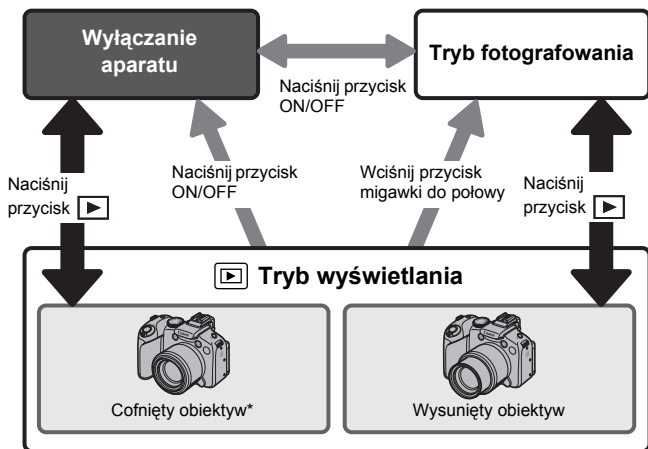 Wyłączanie
aparatu
Tryb fotografowania
Naciśnij przycisk
ON/OFF
Naciśnij
przycisk
Naciśnij przycisk
ON/OFF
Wciśnij przycisk
migawki do połowy
Naciśnij
przycisk
Tryb wyświetlania
Cofnięty obiektyw*
Wysunięty obiektyw